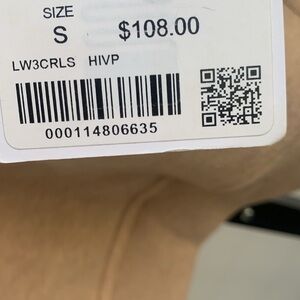 SIZE
S $108.00
LW3CRLS HIVP
000114806635